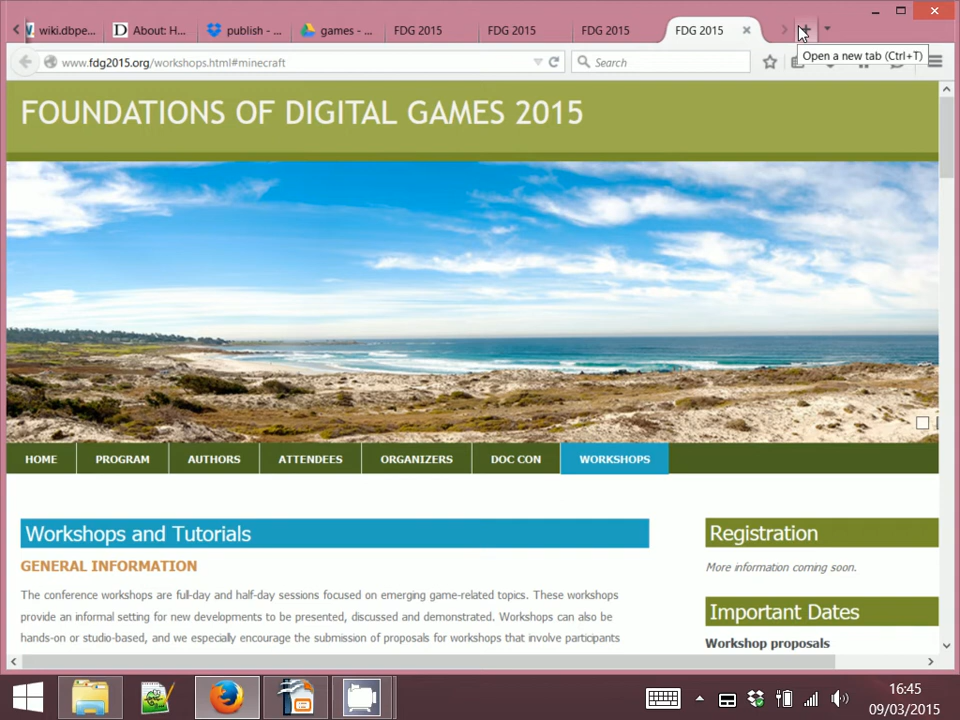 wiki.dbpe...
About: H...
publish - ...
games - ...
FDG 2015
FDG 2015
FDG 2015
FDG 2015
Open a new tab (Ctrl+T)
www.fdg2015.org/workshops.html#minecraft
Search
FOUNDATIONS OF DIGITAL GAMES 2015
HOME
PROGRAM
AUTHORS
ATTENDEES
ORGANIZERS
DOC CON
WORKSHOPS
Workshops and Tutorials
GENERAL INFORMATION
The conference workshops are full-day and half-day sessions focused on emerging game-related topics. These workshops
provide an informal setting for new developments to be presented, discussed and demonstrated. Workshops can also be
hands-on or studio-based, and we especially encourage the submission of proposals for workshops that involve participants
Registration
More information coming soon.
Important Dates
Workshop proposals
16:45
09/03/2015